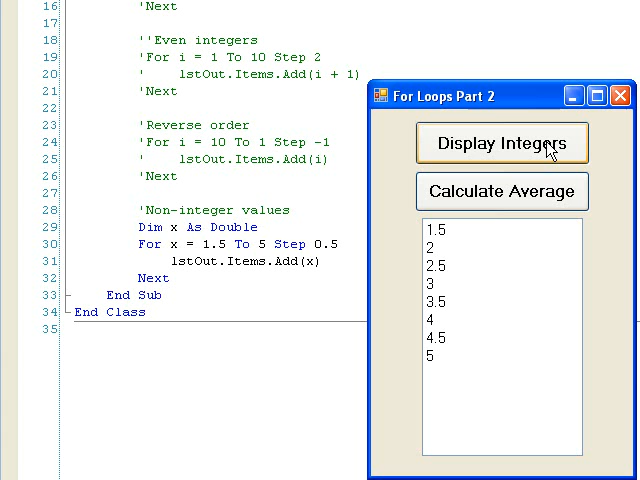 16 'Next
17
18 ''Even integers
19 'For i = 1 To 10 Step 2
20 '    lstOut.Items.Add(i + 1)
21 'Next
22
23 'Reverse order
24 'For i = 10 To 1 Step -1
25 '    lstOut.Items.Add(i)
26 'Next
27
28 'Non-integer values
29 Dim x As Double
30 For x = 1.5 To 5 Step 0.5
31     lstOut.Items.Add(x)
32 Next
33 End Sub
34 End Class
35
For Loops Part 2
Display Integers
Calculate Average
1.5
2
2.5
3
3.5
4
4.5
5